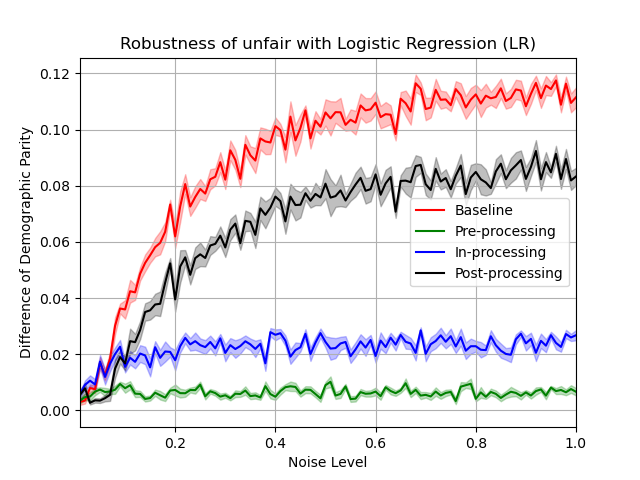 Robustness of unfair with Logistic Regression (LR)
Difference of Demographic Parity
0.12
0.10
0.08
0.06
0.04
0.02
0.00
Baseline
Pre-processing
In-processing
Post-processing
0.2
0.4
0.6
0.8
1.0
Noise Level